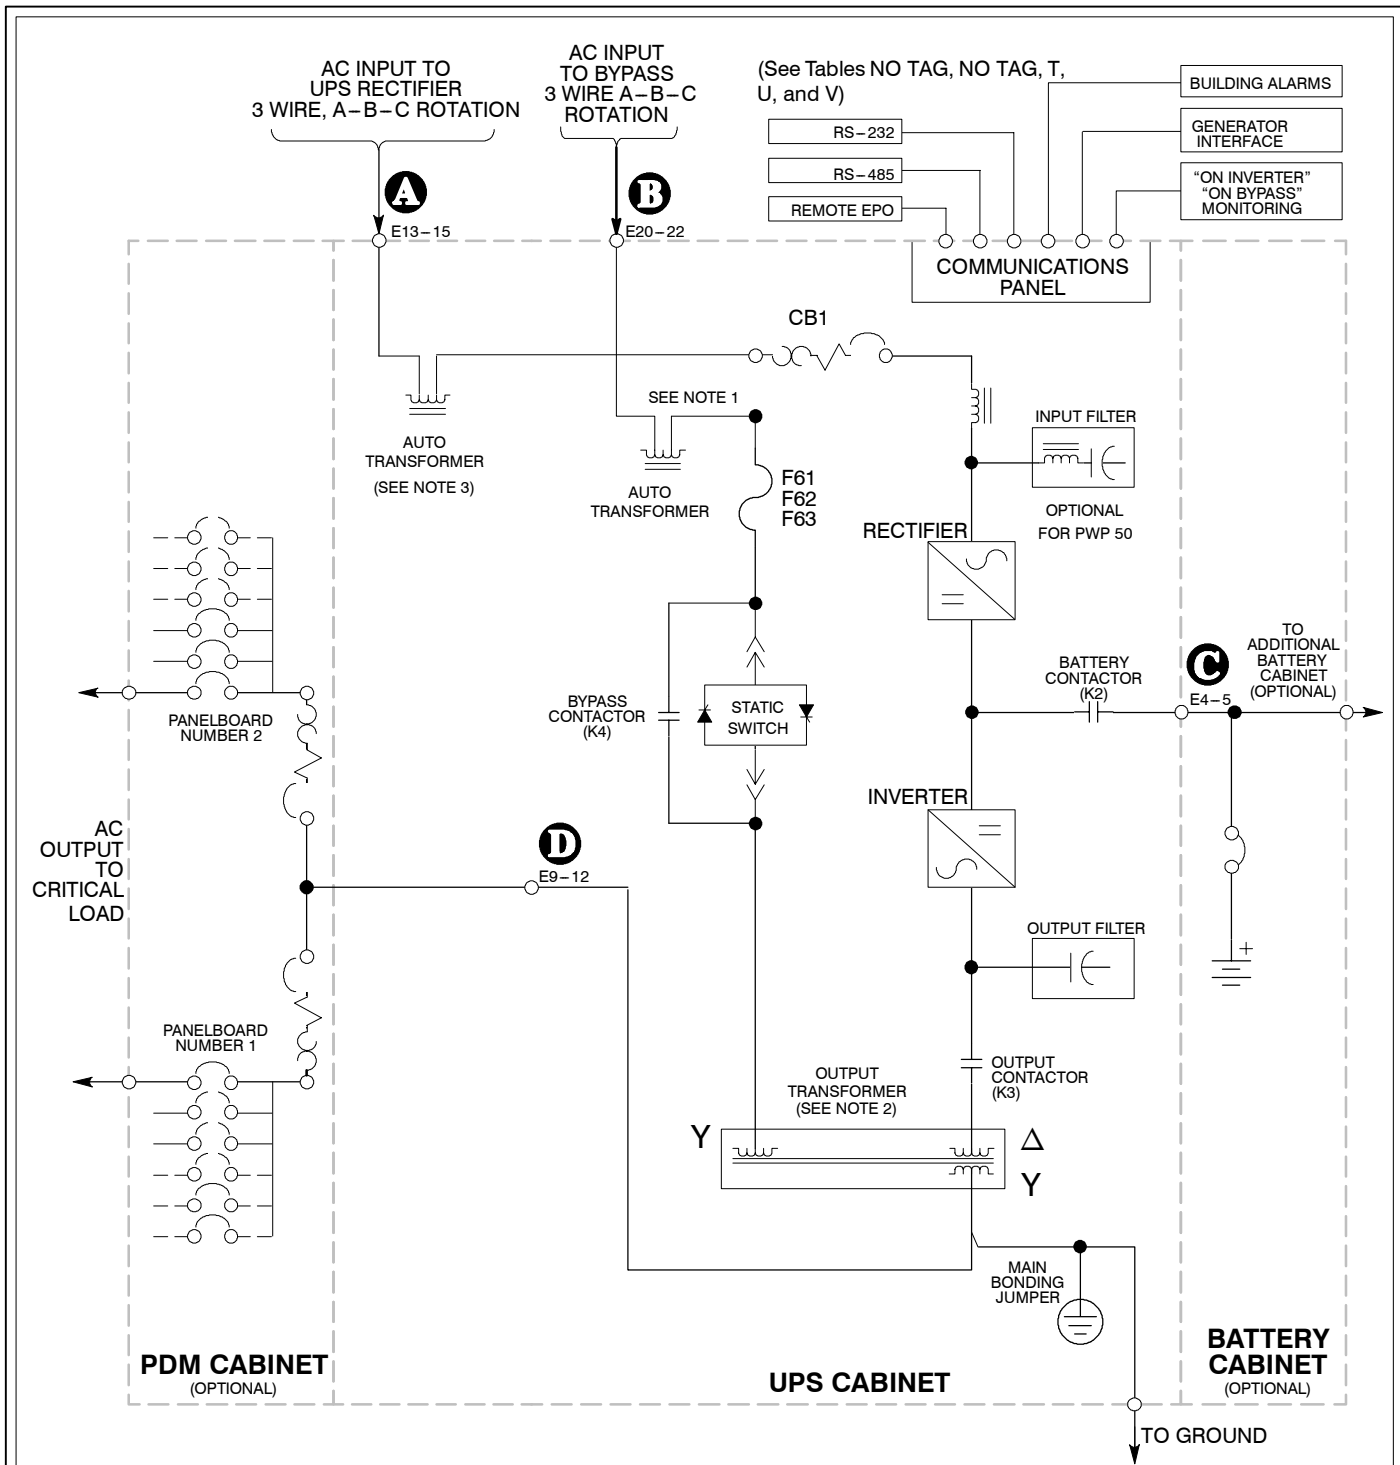 AC INPUT TO
UPS RECTIFIER
3 WIRE, A–B–C ROTATION
AC INPUT
TO BYPASS
3 WIRE A–B–C
ROTATION
(See Tables NO TAG, NO TAG, T,
U, and V)
RS–232
RS–485
REMOTE EPO
BUILDING ALARMS
GENERATOR
INTERFACE
“ON INVERTER”
“ON BYPASS”
MONITORING
A
E13–15
B
E20–22
COMMUNICATIONS
PANEL
CB1
AUTO
TRANSFORMER
(SEE NOTE 3)
SEE NOTE 1
AUTO
TRANSFORMER
F61
F62
F63
INPUT FILTER
OPTIONAL
FOR PWP 50
RECTIFIER
BATTERY
CONTACTOR
(K2)
C
E4–5
TO
ADDITIONAL
BATTERY
CABINET
(OPTIONAL)
BYPASS
CONTACTOR
(K4)
STATIC
SWITCH
PANELBOARD
NUMBER 2
INVERTER
AC
OUTPUT
TO
CRITICAL
LOAD
D
E9–12
OUTPUT FILTER
+
PANELBOARD
NUMBER 1
OUTPUT
TRANSFORMER
(SEE NOTE 2)
OUTPUT
CONTACTOR
(K3)
Y
Δ
Y
MAIN
BONDING
JUMPER
PDM CABINET
(OPTIONAL)
UPS CABINET
BATTERY
CABINET
(OPTIONAL)
TO GROUND